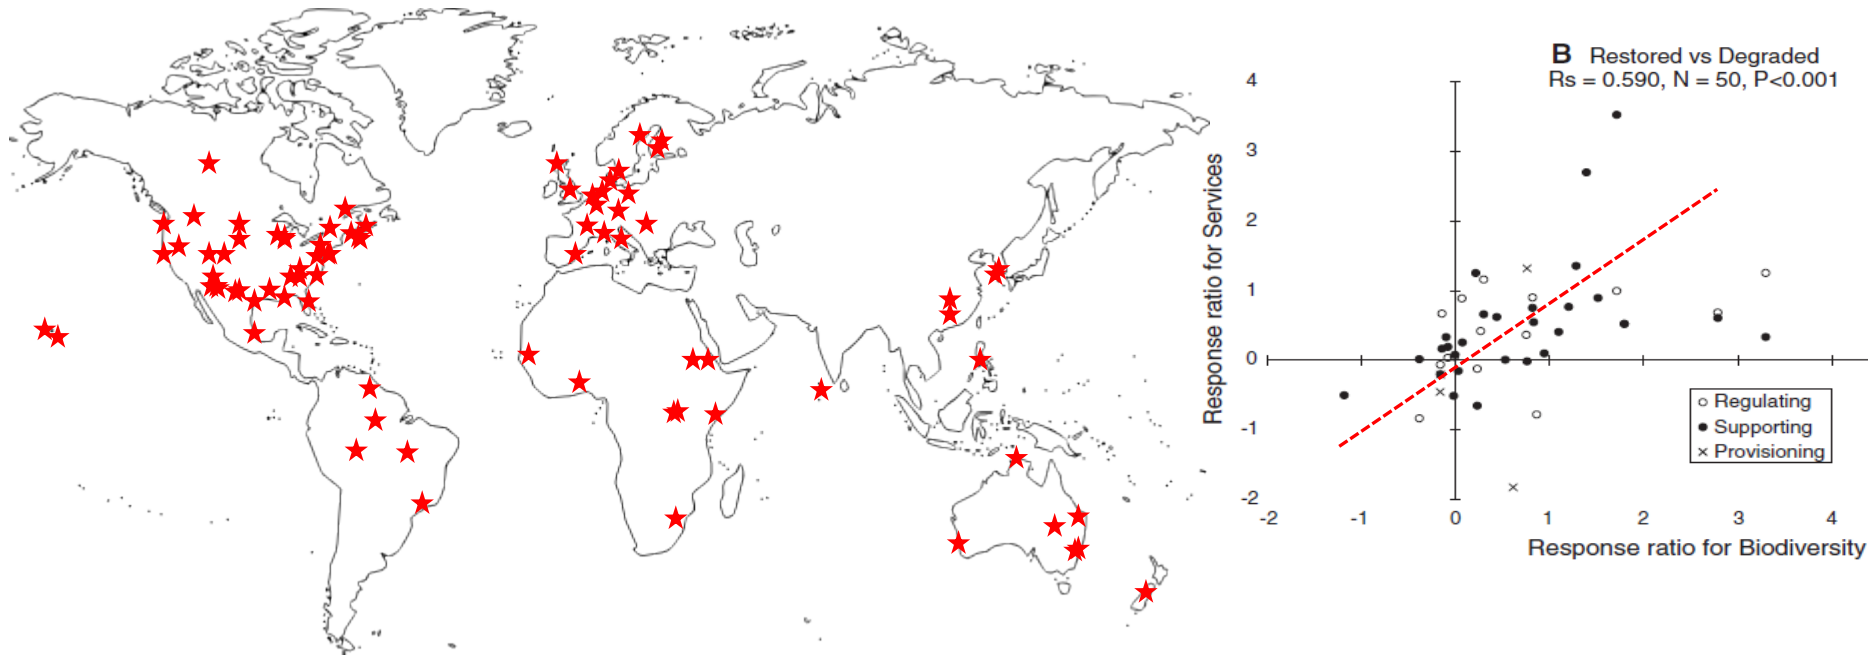 B Restored vs Degraded
Rs = 0.590, N = 50, P<0.001
Response ratio for Services
4
3
2
1
0
-1
-2
-2
-1
0
1
2
3
4
Response ratio for Biodiversity
Regulating
Supporting
Provisioning